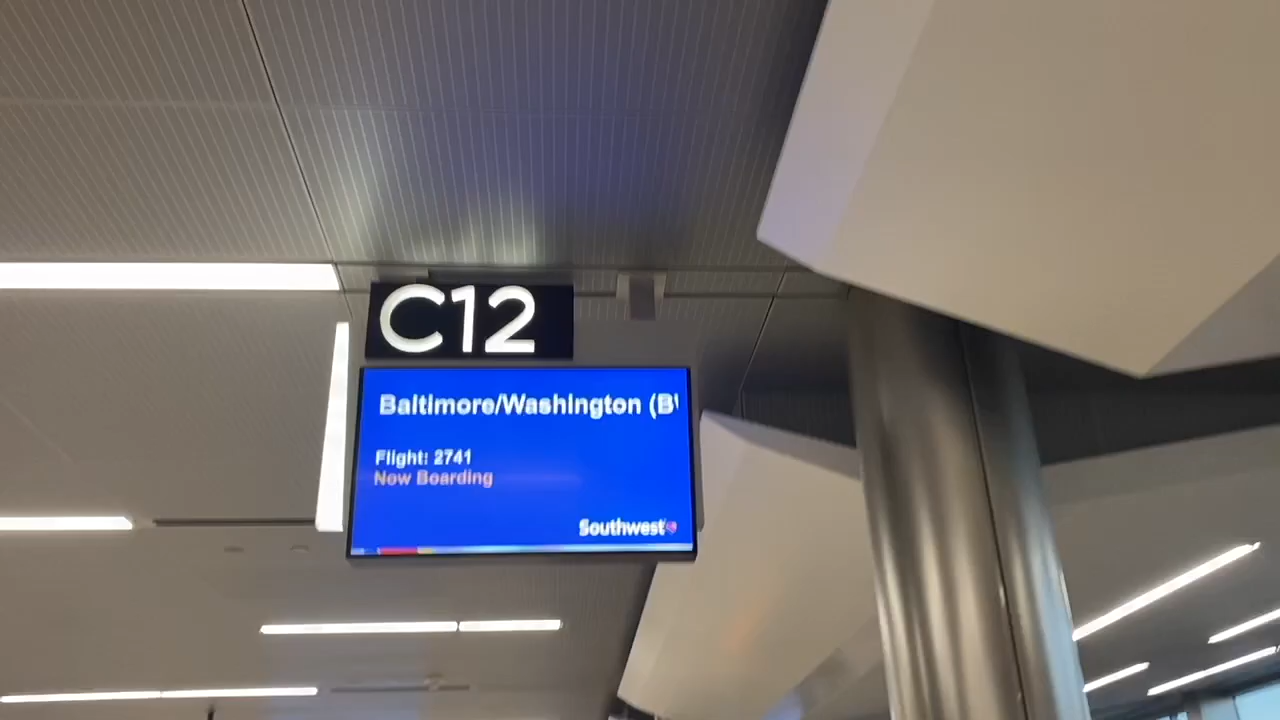 C12
Baltimore/Washington (B
Flight: 2741
Now Boarding
Southwest